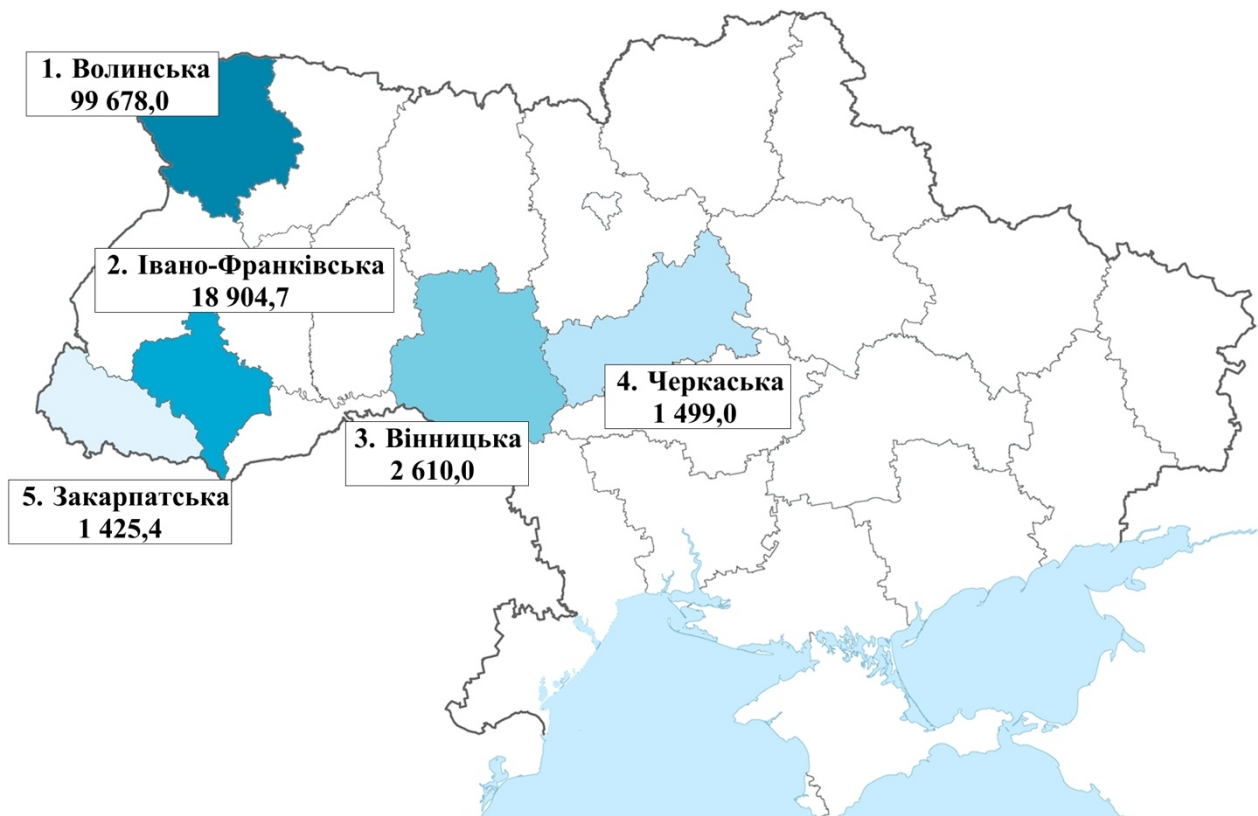 1. Волинська
99 678,0
2. Івано-Франківська
18 904,7
3. Вінницька
2 610,0
4. Черкаська
1 499,0
5. Закарпатська
1 425,4